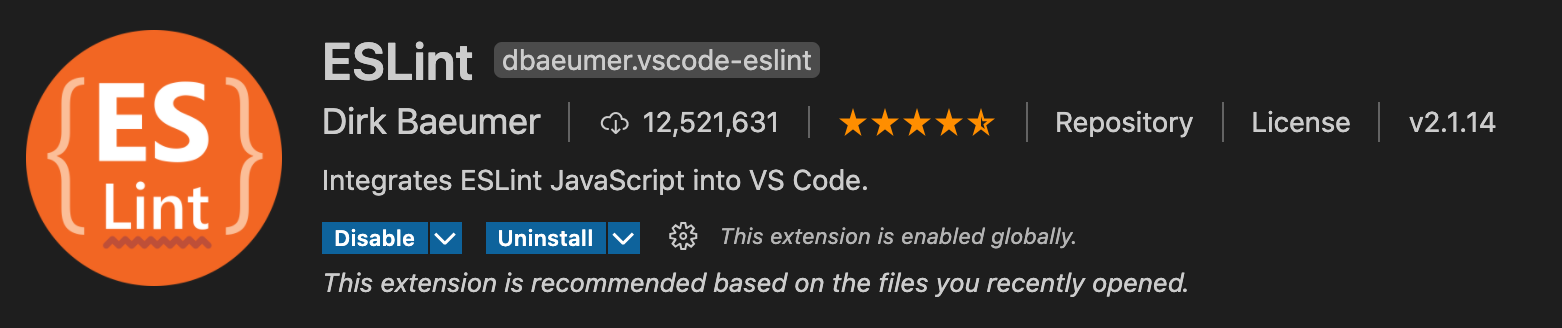 {ES}
Lint
ESLint dbaeumer.vscode-eslint
Dirk Baeumer | 12,521,631 | Repository | License | v2.1.14
Integrates ESLint JavaScript into VS Code.
Disable Uninstall This extension is enabled globally.
This extension is recommended based on the files you recently opened.